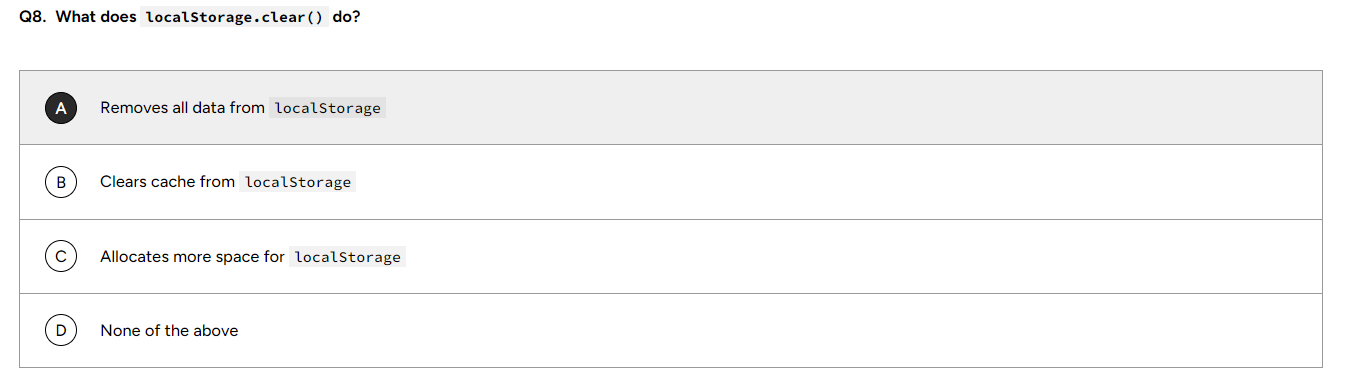 Q8. What does localStorage.clear() do?
A Removes all data from localStorage
B Clears cache from localStorage
C Allocates more space for localStorage
D None of the above